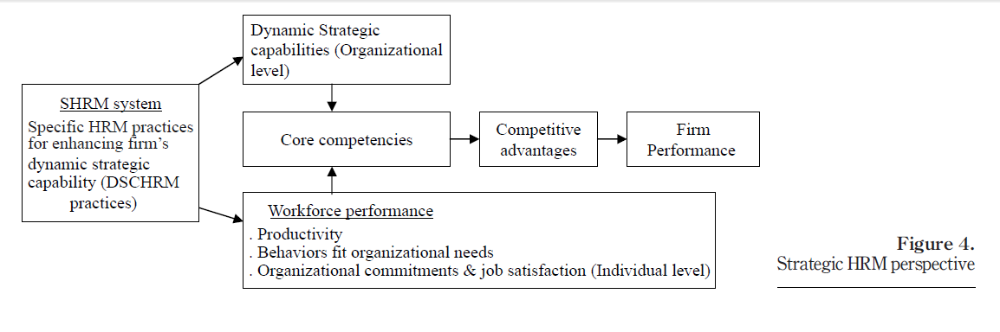 Dynamic Strategic
capabilities (Organizational
level)
SHRM system
Specific HRM practices
for enhancing firm's
dynamic strategic
capability (DSCHRM
practices)
Core competencies
Competitive
advantages
Firm
Performance
Workforce performance
. Productivity
. Behaviors fit organizational needs
. Organizational commitments & job satisfaction (Individual level)
Figure 4.
Strategic HRM perspective